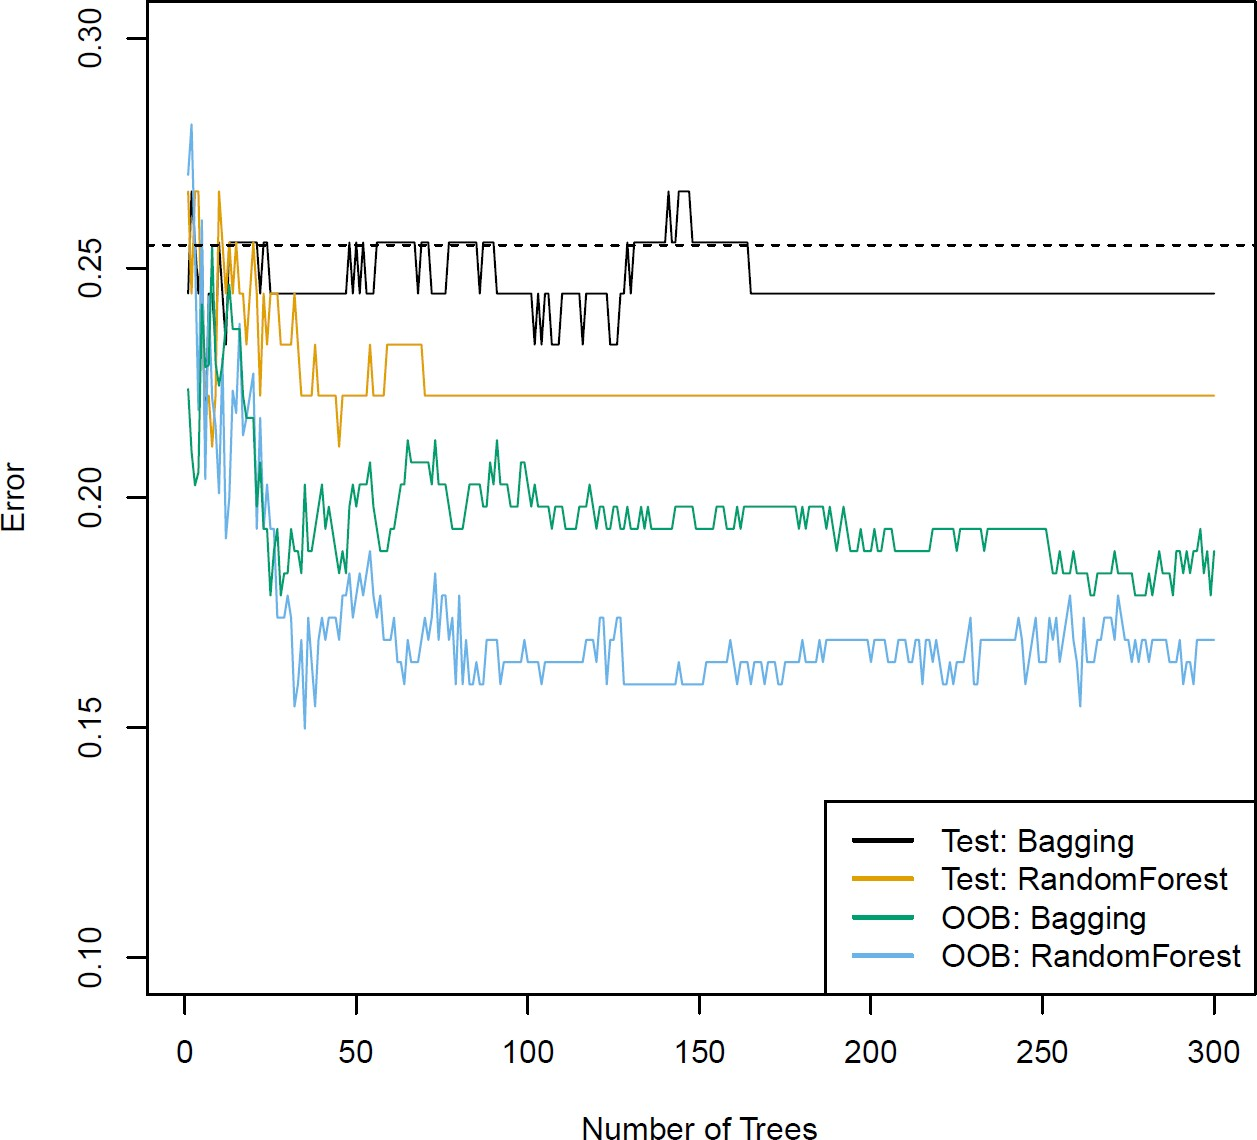 0.30
0.25
0.20
0.15
0.10
Error
0 50 100 150 200 250 300
Number of Trees
Test: Bagging
Test: RandomForest
OOB: Bagging
OOB: RandomForest